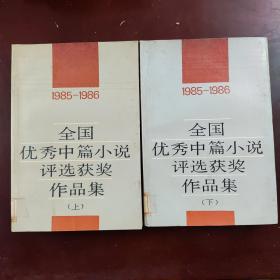 1985-1986
全国
优秀中篇小说
评选获奖
作品集
(上)
1985-1986
全国
优秀中篇小说
评选获奖
作品集
(下)